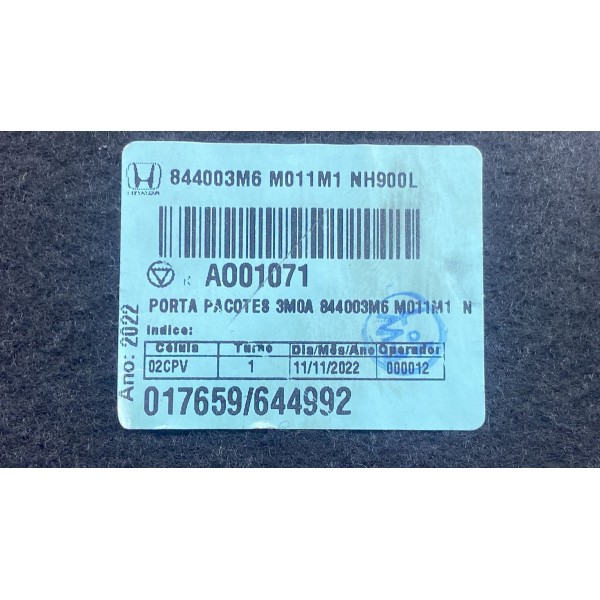 844003M6 M011M1 NH900L
HONDA
R A001071
PORTA PACOTES 3M0A 844003M6 M011M1 N
Indice:
Célula Turno Dia/Mês/Ano Operador
02CPV 1 11/11/2022 000012
017659/644992
Ano: 2022